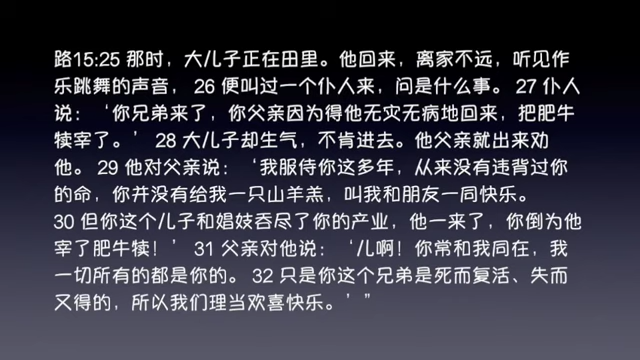 路15:25 那时，大儿子正在田里。他回来，离家不远，听见作
乐跳舞的声音， 26 便叫过一个仆人来，问是什么事。 27 仆人
说：‘你兄弟来了，你父亲因为得他无灾无病地回来，把肥牛
犊宰了。’ 28 大儿子却生气，不肯进去。他父亲就出来劝
他。 29 他对父亲说：‘我服侍你这多年，从来没有违背过你
的命，你并没有给我一只山羊羔，叫我和朋友一同快乐。
30 但你这个儿子和娼妓吞尽了你的产业，他一来了，你倒为他
宰了肥牛犊！’ 31 父亲对他说：‘儿啊！你常和我同在，我
一切所有的都是你的。 32 只是你这个兄弟是死而复活、失而
又得的，所以我们理当欢喜快乐。’”